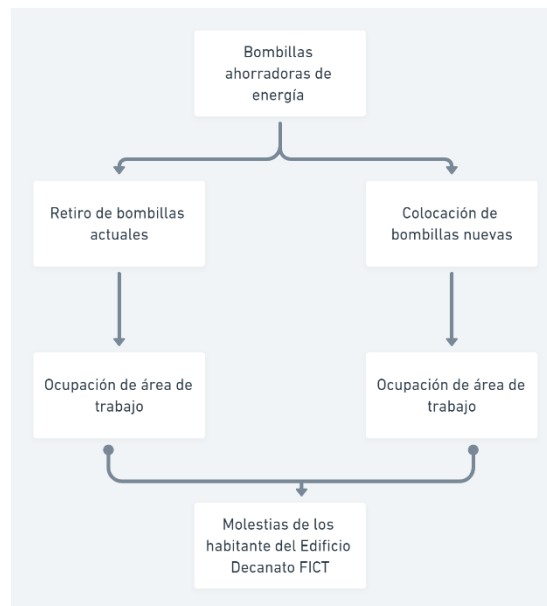 Bombillas
ahorradoras de
energía
Retiro de bombillas
actuales
Colocación de
bombillas nuevas
Ocupación de área de
trabajo
Ocupación de área de
trabajo
Molestias de los
habitante del Edificio
Decanato FICT